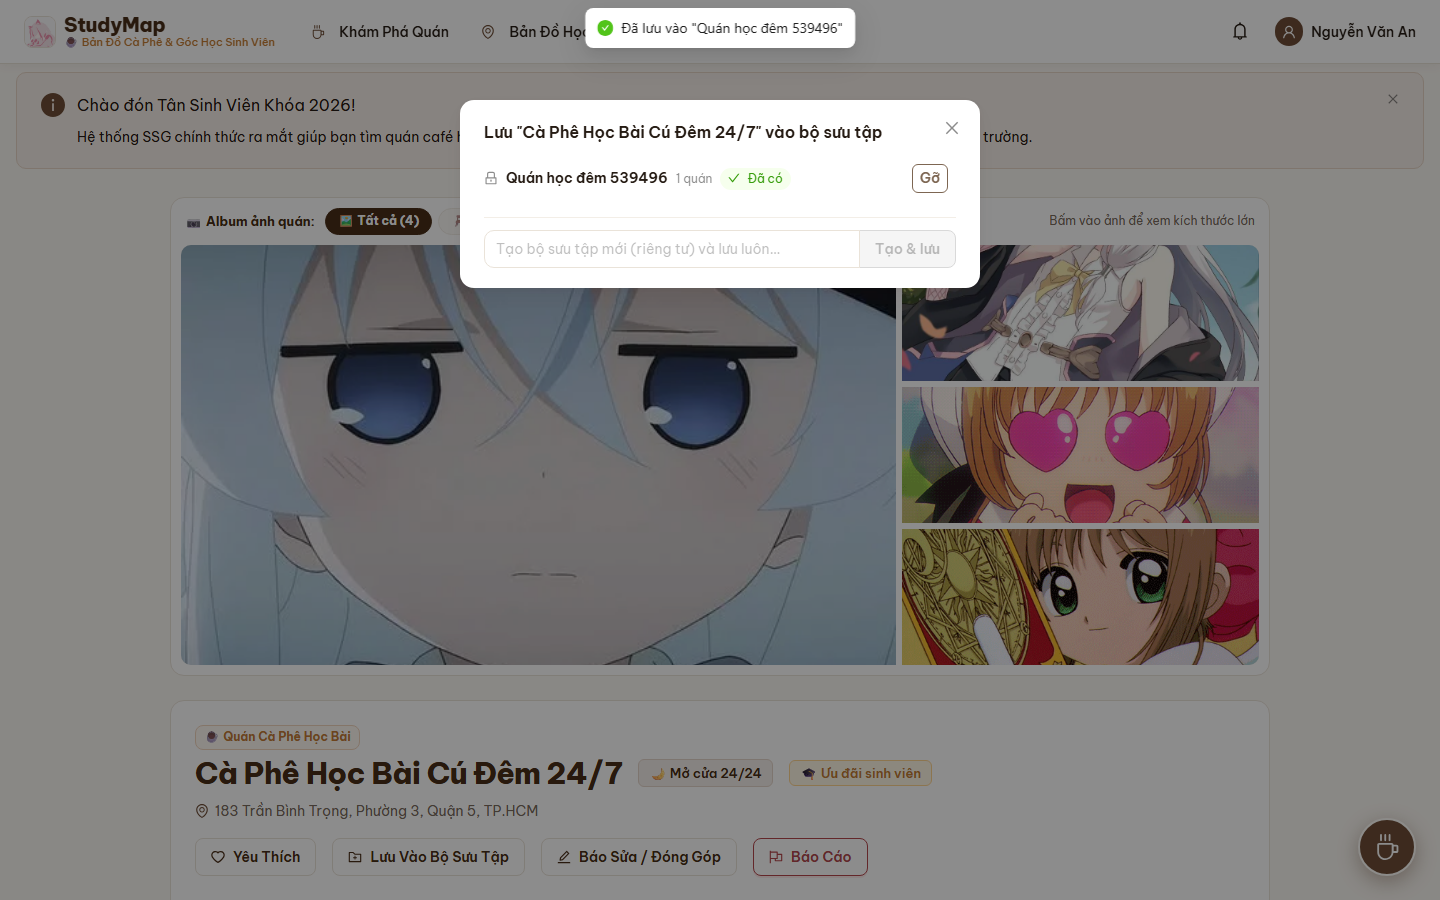 StudyMap
Bản Đồ Cà Phê & Góc Học Sinh Viên
Khám Phá Quán
Bản Đồ Học
Đã lưu vào "Quán học đêm 539496"
Nguyễn Văn An
Chào đón Tân Sinh Viên Khóa 2026!
Hệ thống SSG chính thức ra mắt giúp bạn tìm quán café
trường.
Lưu "Cà Phê Học Bài Cú Đêm 24/7" vào bộ sưu tập
Quán học đêm 539496 1 quán Đã có
Gỡ
Tạo bộ sưu tập mới (riêng tư) và lưu luôn...
Tạo & lưu
Album ảnh quán:
Tất cả (4)
Bấm vào ảnh để xem kích thước lớn
Quán Cà Phê Học Bài
Cà Phê Học Bài Cú Đêm 24/7
Mở cửa 24/24
Ưu đãi sinh viên
183 Trần Bình Trọng, Phường 3, Quận 5, TP.HCM
Yêu Thích
Lưu Vào Bộ Sưu Tập
Báo Sửa / Đóng Góp
Báo Cáo